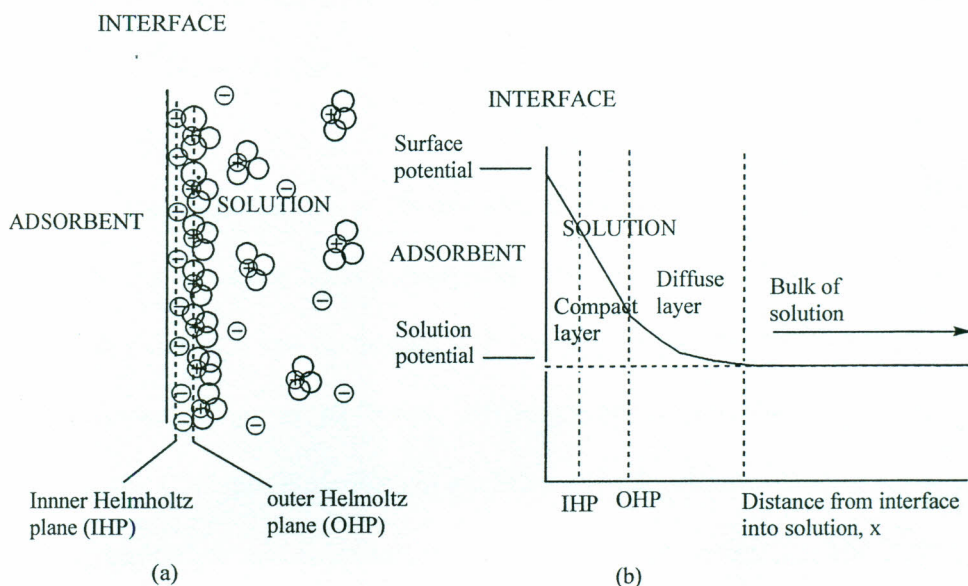 INTERFACE
ADSORBENT
SOLUTION
Innner Helmholtz
plane (IHP)
outer Helmoltz
plane (OHP)
(a)
INTERFACE
Surface
potential
ADSORBENT
SOLUTION
Compact
layer
Diffuse
layer
Bulk of
solution
Solution
potential
IHP
OHP
Distance from interface
into solution, x
(b)